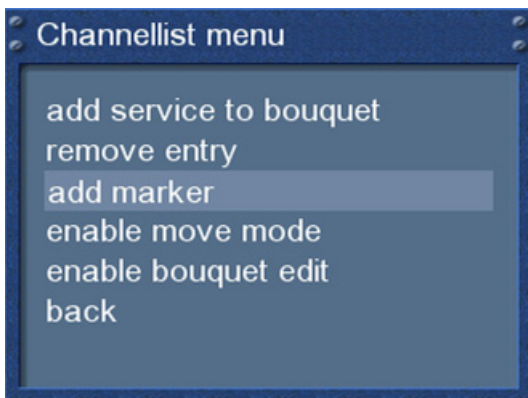 Channellist menu
add service to bouquet
remove entry
add marker
enable move mode
enable bouquet edit
back